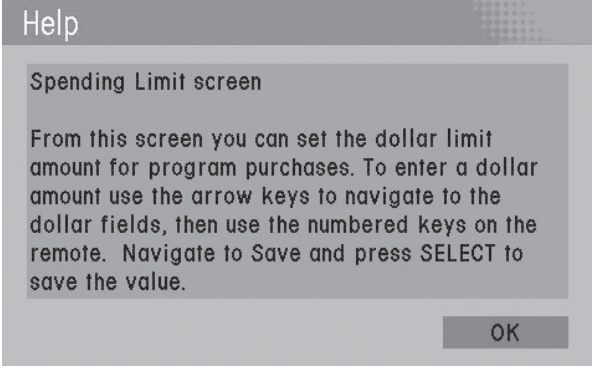 Help
Spending Limit screen
From this screen you can set the dollar limit
amount for program purchases. To enter a dollar
amount use the arrow keys to navigate to the
dollar fields, then use the numbered keys on the
remote. Navigate to Save and press SELECT to
save the value.
OK